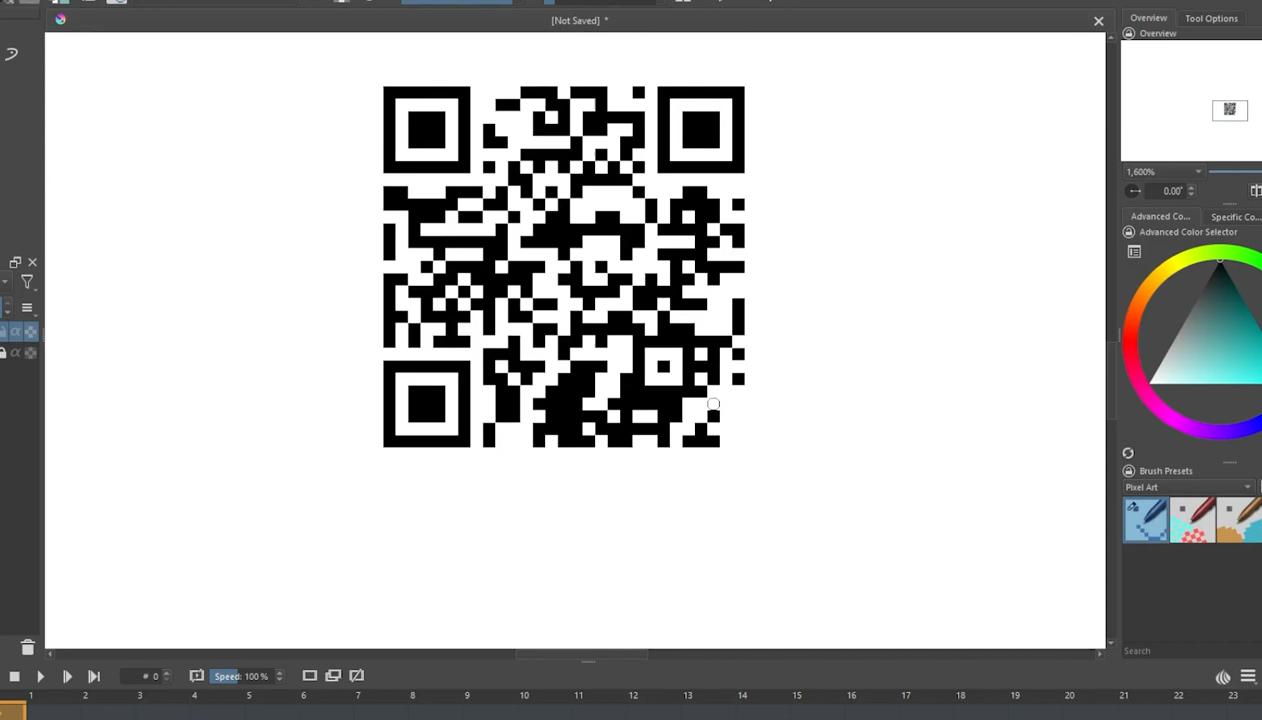 [Not Saved] *
Overview
Tool Options
Overview
1,600%
0.00°
Advanced Co...
Specific Co...
Advanced Color Selector
Brush Presets
Pixel Art
Search
# 0
Speed: 100 %
1 2 3 4 5 6 7 8 9 10 11 12 13 14 15 16 17 18 19 20 21 22 23